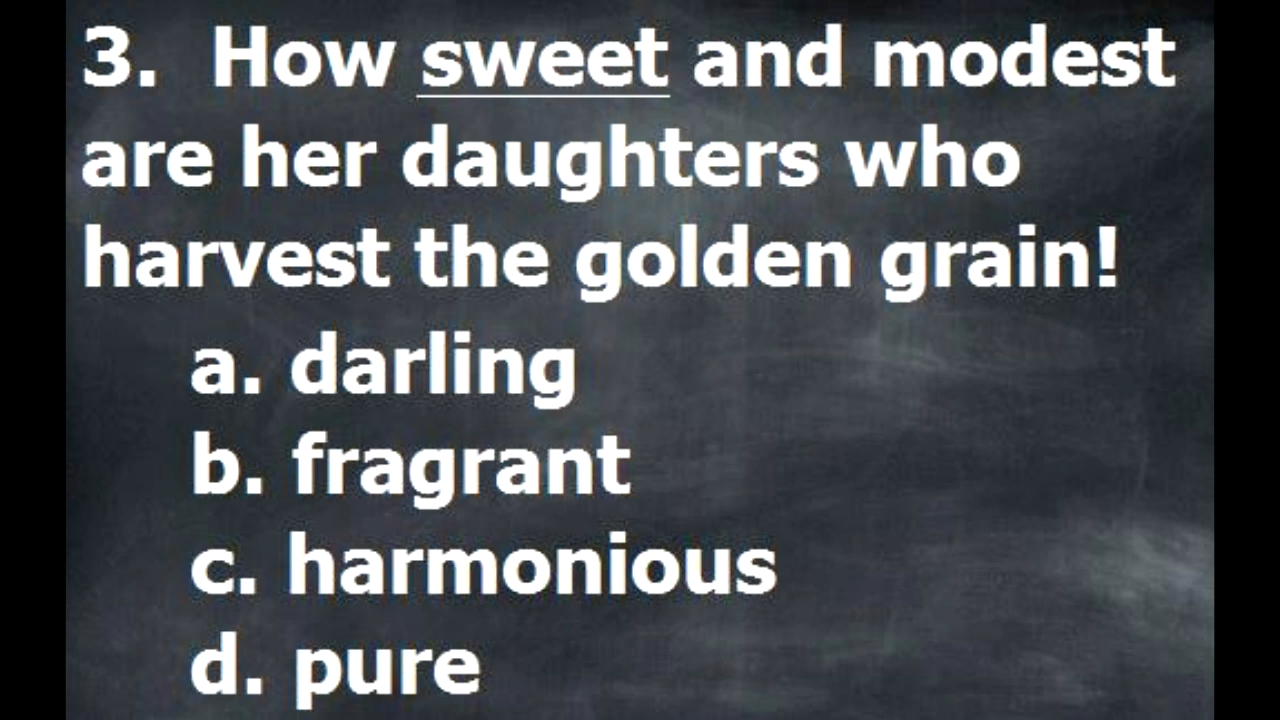 3. How sweet and modest
are her daughters who
harvest the golden grain!
a. darling
b. fragrant
c. harmonious
d. pure